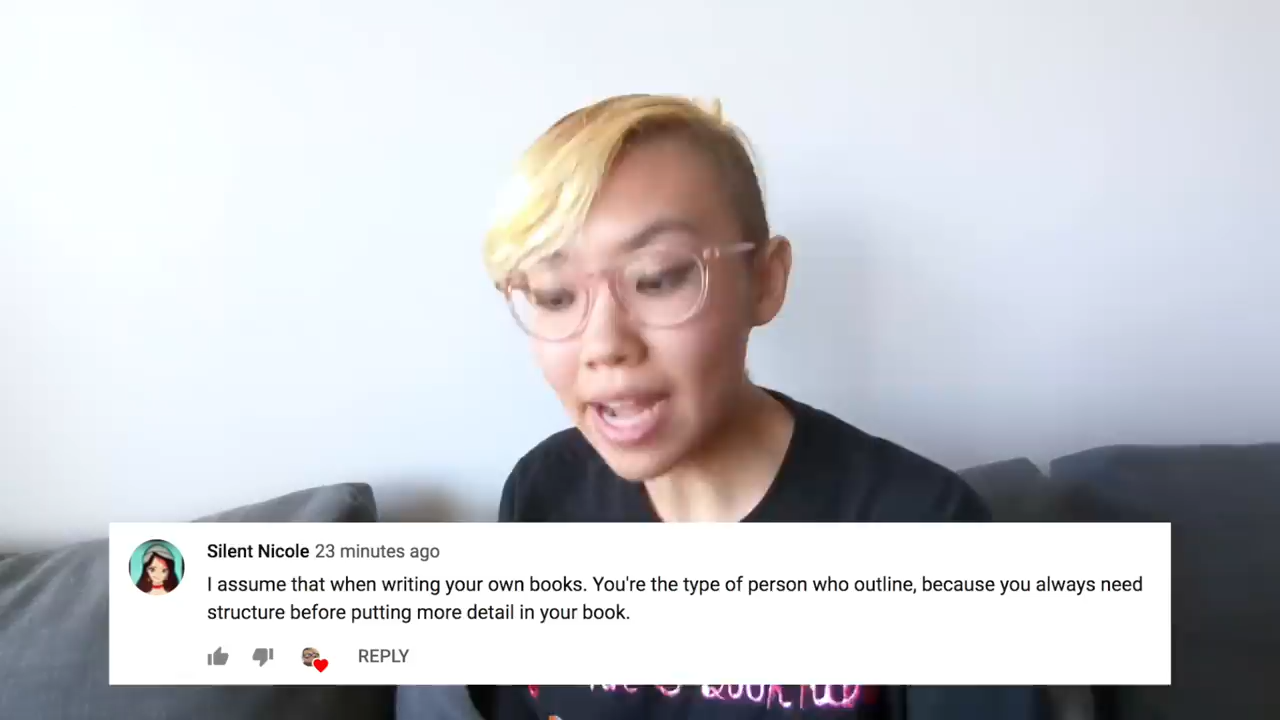 Silent Nicole 23 minutes ago
I assume that when writing your own books. You're the type of person who outline, because you always need
structure before putting more detail in your book.
REPLY